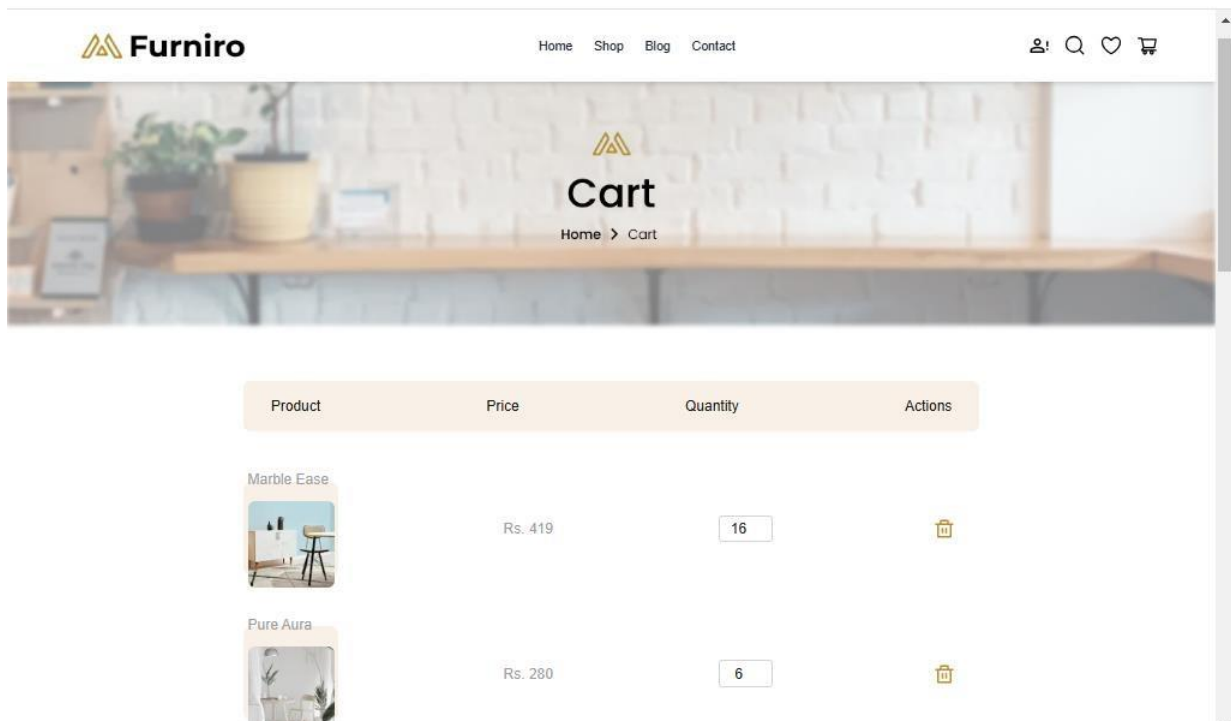 Furniro
Home Shop Blog Contact
Cart
Home > Cart
Product Price Quantity Actions
Marble Ease
Rs. 419 16
Pure Aura
Rs. 280 6